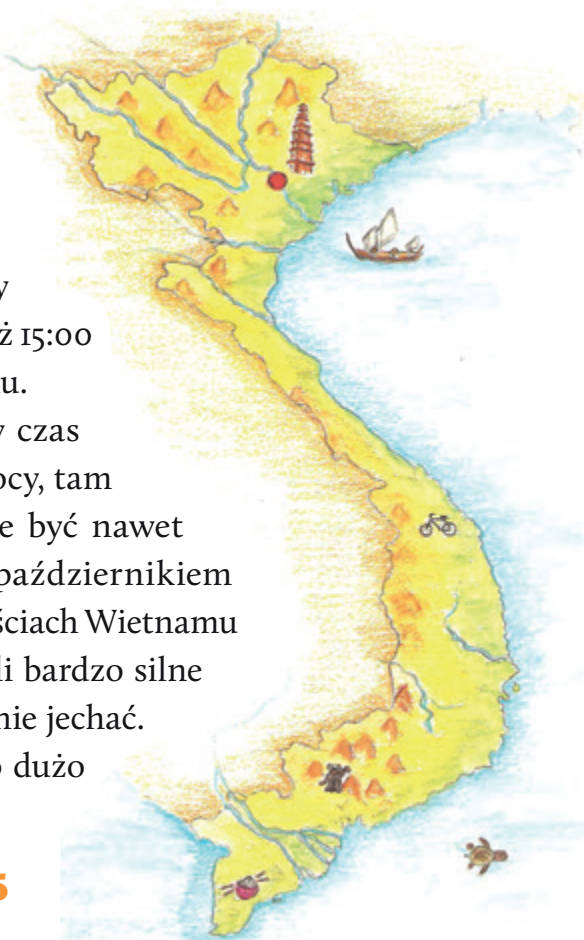 y
ż 15:00
u.
y czas
ocy, tam
e być nawet
październikiem
ściach Wietnamu
li bardzo silne
nie jechać.
o dużo